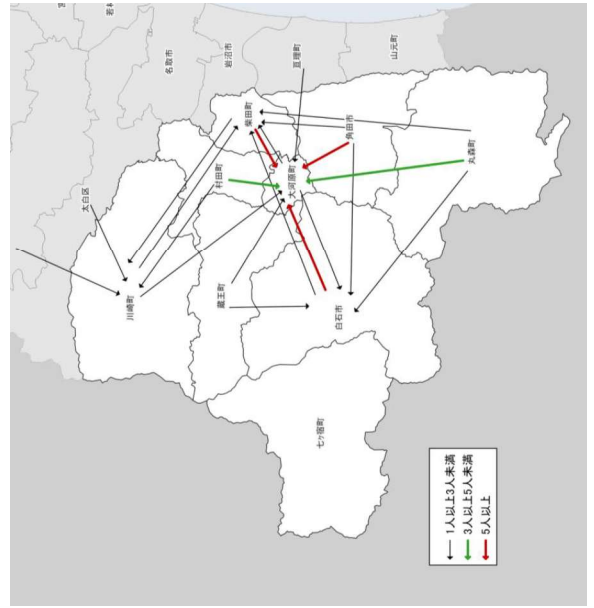 名取市
岩沼市
亘理町
山元町
柴田町
角田市
丸森町
村田町
大河原町
太白区
川崎町
蔵王町
白石市
七ヶ宿町
1人以上3人未満
3人以上5人未満
5人以上